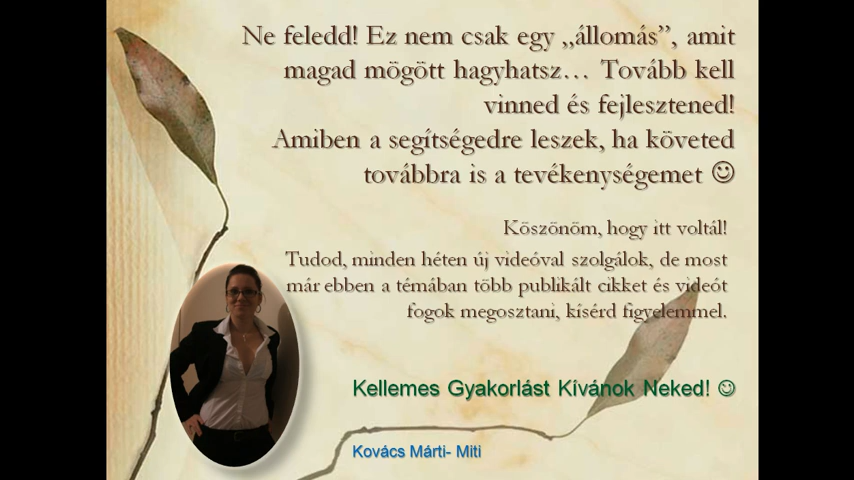 Ne feledd! Ez nem csak egy „állomás”, amit
magad mögött hagyhatsz… Tovább kell
vinned és fejlesztened!
Amiben a segítségedre leszek, ha követed
továbbra is a tevékenységemet ☺
Köszönöm, hogy itt voltál!
Tudod, minden héten új videóval szolgálok, de most
már ebben a témában több publikált cikket és videót
fogok megosztani, kísérd figyelemmel.
Kellemes Gyakorlást Kívánok Neked! ☺
Kovács Márti- Miti